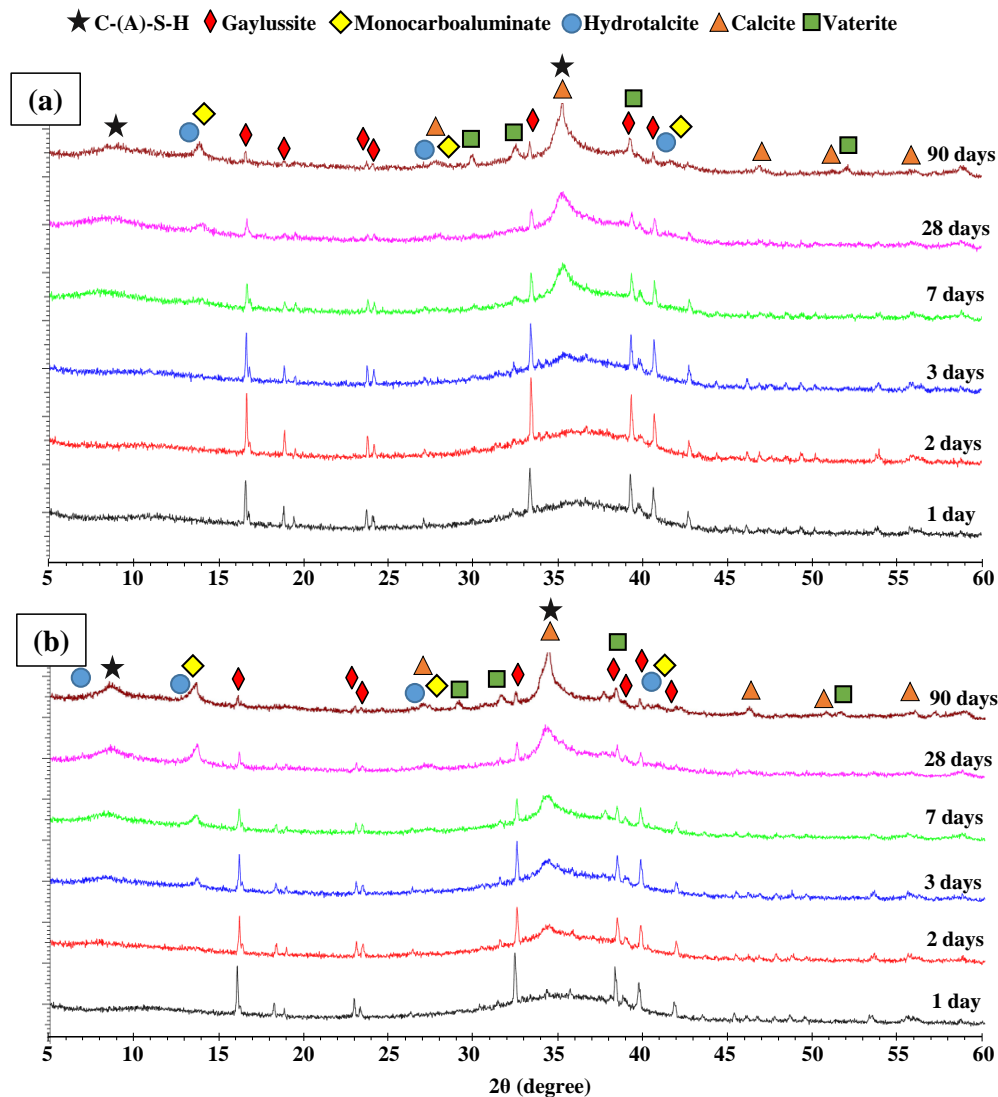 C-(A)-S-H Gaylussite Monocarboaluminate Hydrotalcite Calcite Vaterite
(a)
90 days
28 days
7 days
3 days
2 days
1 day
5 10 15 20 25 30 35 40 45 50 55 60
(b)
90 days
28 days
7 days
3 days
2 days
1 day
5 10 15 20 25 30 35 40 45 50 55 60
2θ (degree)